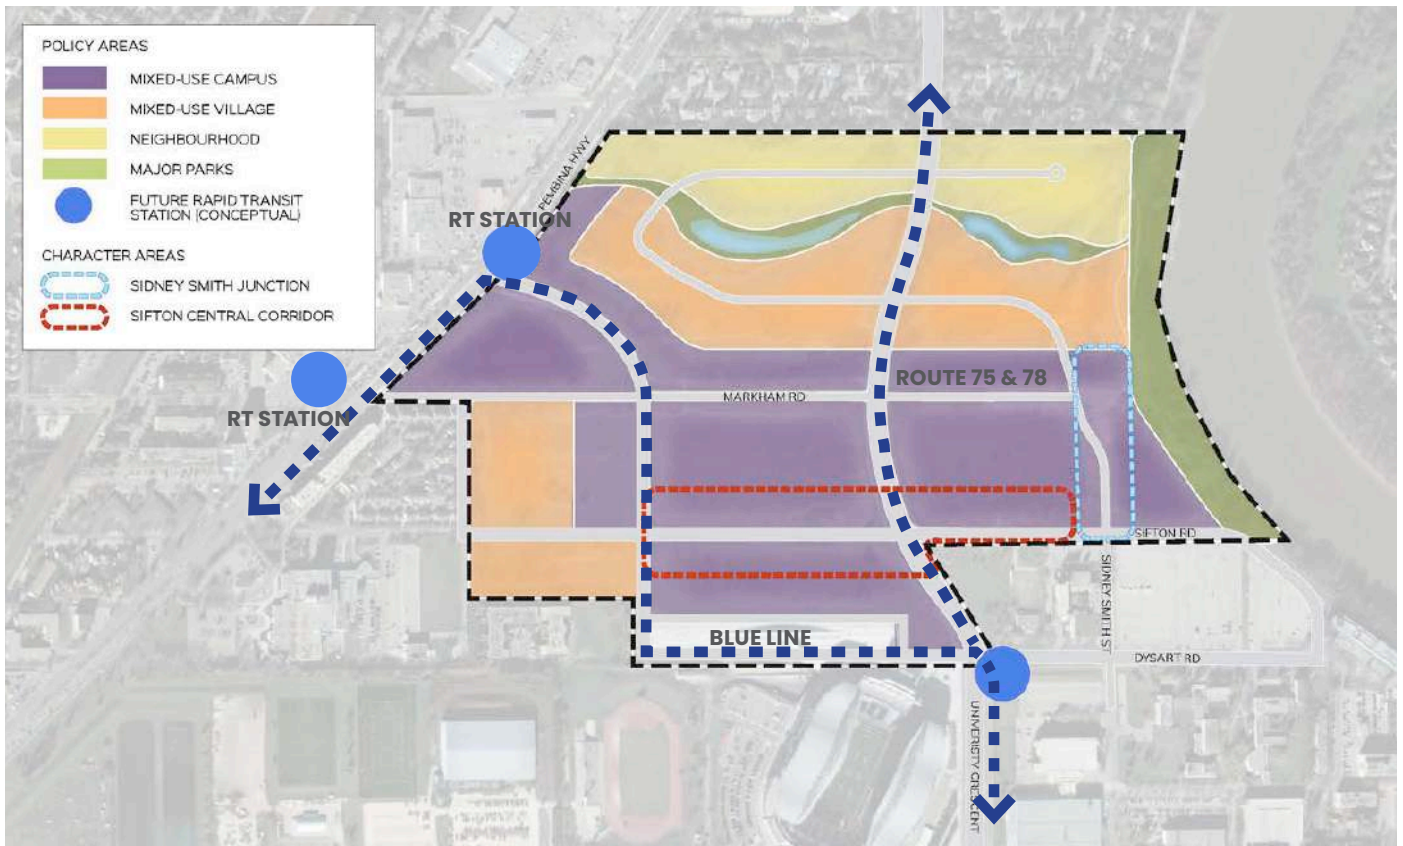 POLICY AREAS
MIXED-USE CAMPUS
MIXED-USE VILLAGE
NEIGHBOURHOOD
MAJOR PARKS
FUTURE RAPID TRANSIT
STATION (CONCEPTUAL)
CHARACTER AREAS
SIDNEY SMITH JUNCTION
SIFTON CENTRAL CORRIDOR
PEMBINA HWY
RT STATION
RT STATION
ROUTE 75 & 78
MARKHAM RD
SIFTON RD
SIDNEY SMITH ST
BLUE LINE
DYSART RD
UNIVERISTY CRESCENT